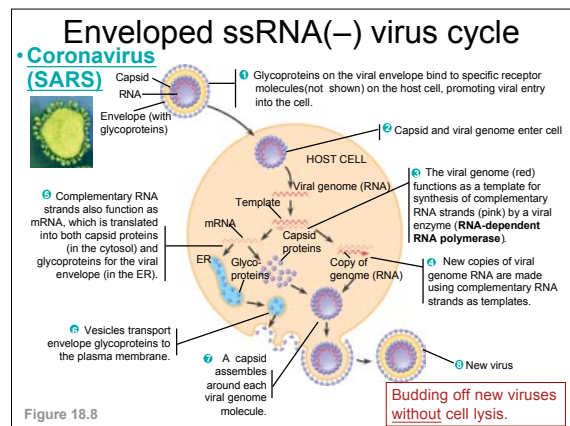 Enveloped ssRNA(–) virus cycle
• Coronavirus
(SARS)
Capsid
RNA
Envelope (with
glycoproteins)
1 Glycoproteins on the viral envelope bind to specific receptor
molecules(not shown) on the host cell, promoting viral entry
into the cell.
2 Capsid and viral genome enter cell
HOST CELL
Viral genome (RNA)
Template
3 The viral genome (red)
functions as a template for
synthesis of complementary
RNA strands (pink) by a viral
enzyme (RNA-dependent
RNA polymerase).
5 Complementary RNA
strands also function as
mRNA, which is translated
into both capsid proteins
(in the cytosol) and
glycoproteins for the viral
envelope (in the ER).
mRNA
Capsid
proteins
ER
Glyco-
proteins
Copy of
genome (RNA)
4 New copies of viral
genome RNA are made
using complementary RNA
strands as templates.
6 Vesicles transport
envelope glycoproteins to
the plasma membrane.
7 A capsid
assembles
around each
viral genome
molecule.
8 New virus
Budding off new viruses
without cell lysis.
Figure 18.8